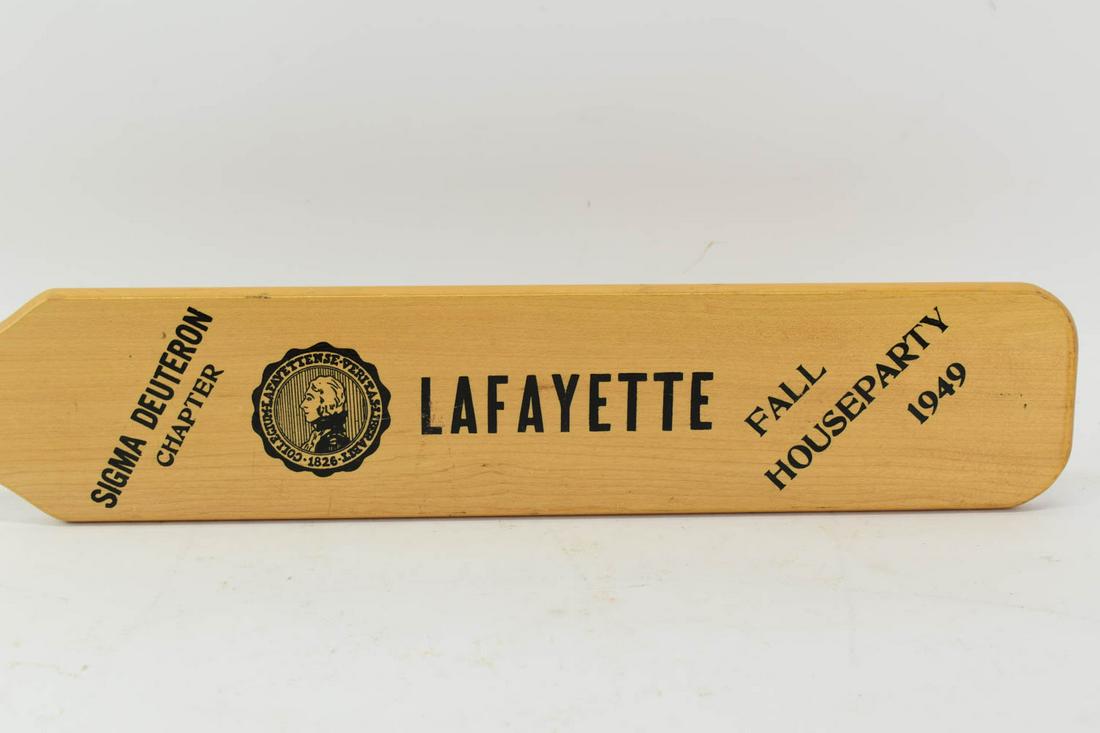 SIGMA DEUTERON
CHAPTER
COLLEGIUM·LAFAYETTENSE·VERITAS LIBERABIT
·1826·
LAFAYETTE
FALL
HOUSEPARTY
1949